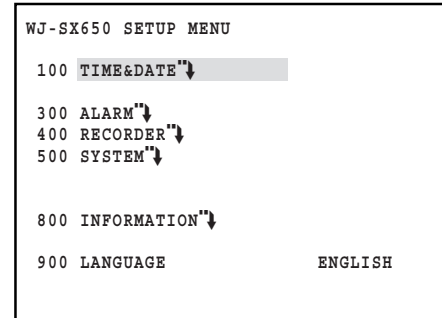 WJ-SX650 SETUP MENU
100 TIME&DATE
300 ALARM
400 RECORDER
500 SYSTEM
800 INFORMATION
900 LANGUAGE ENGLISH